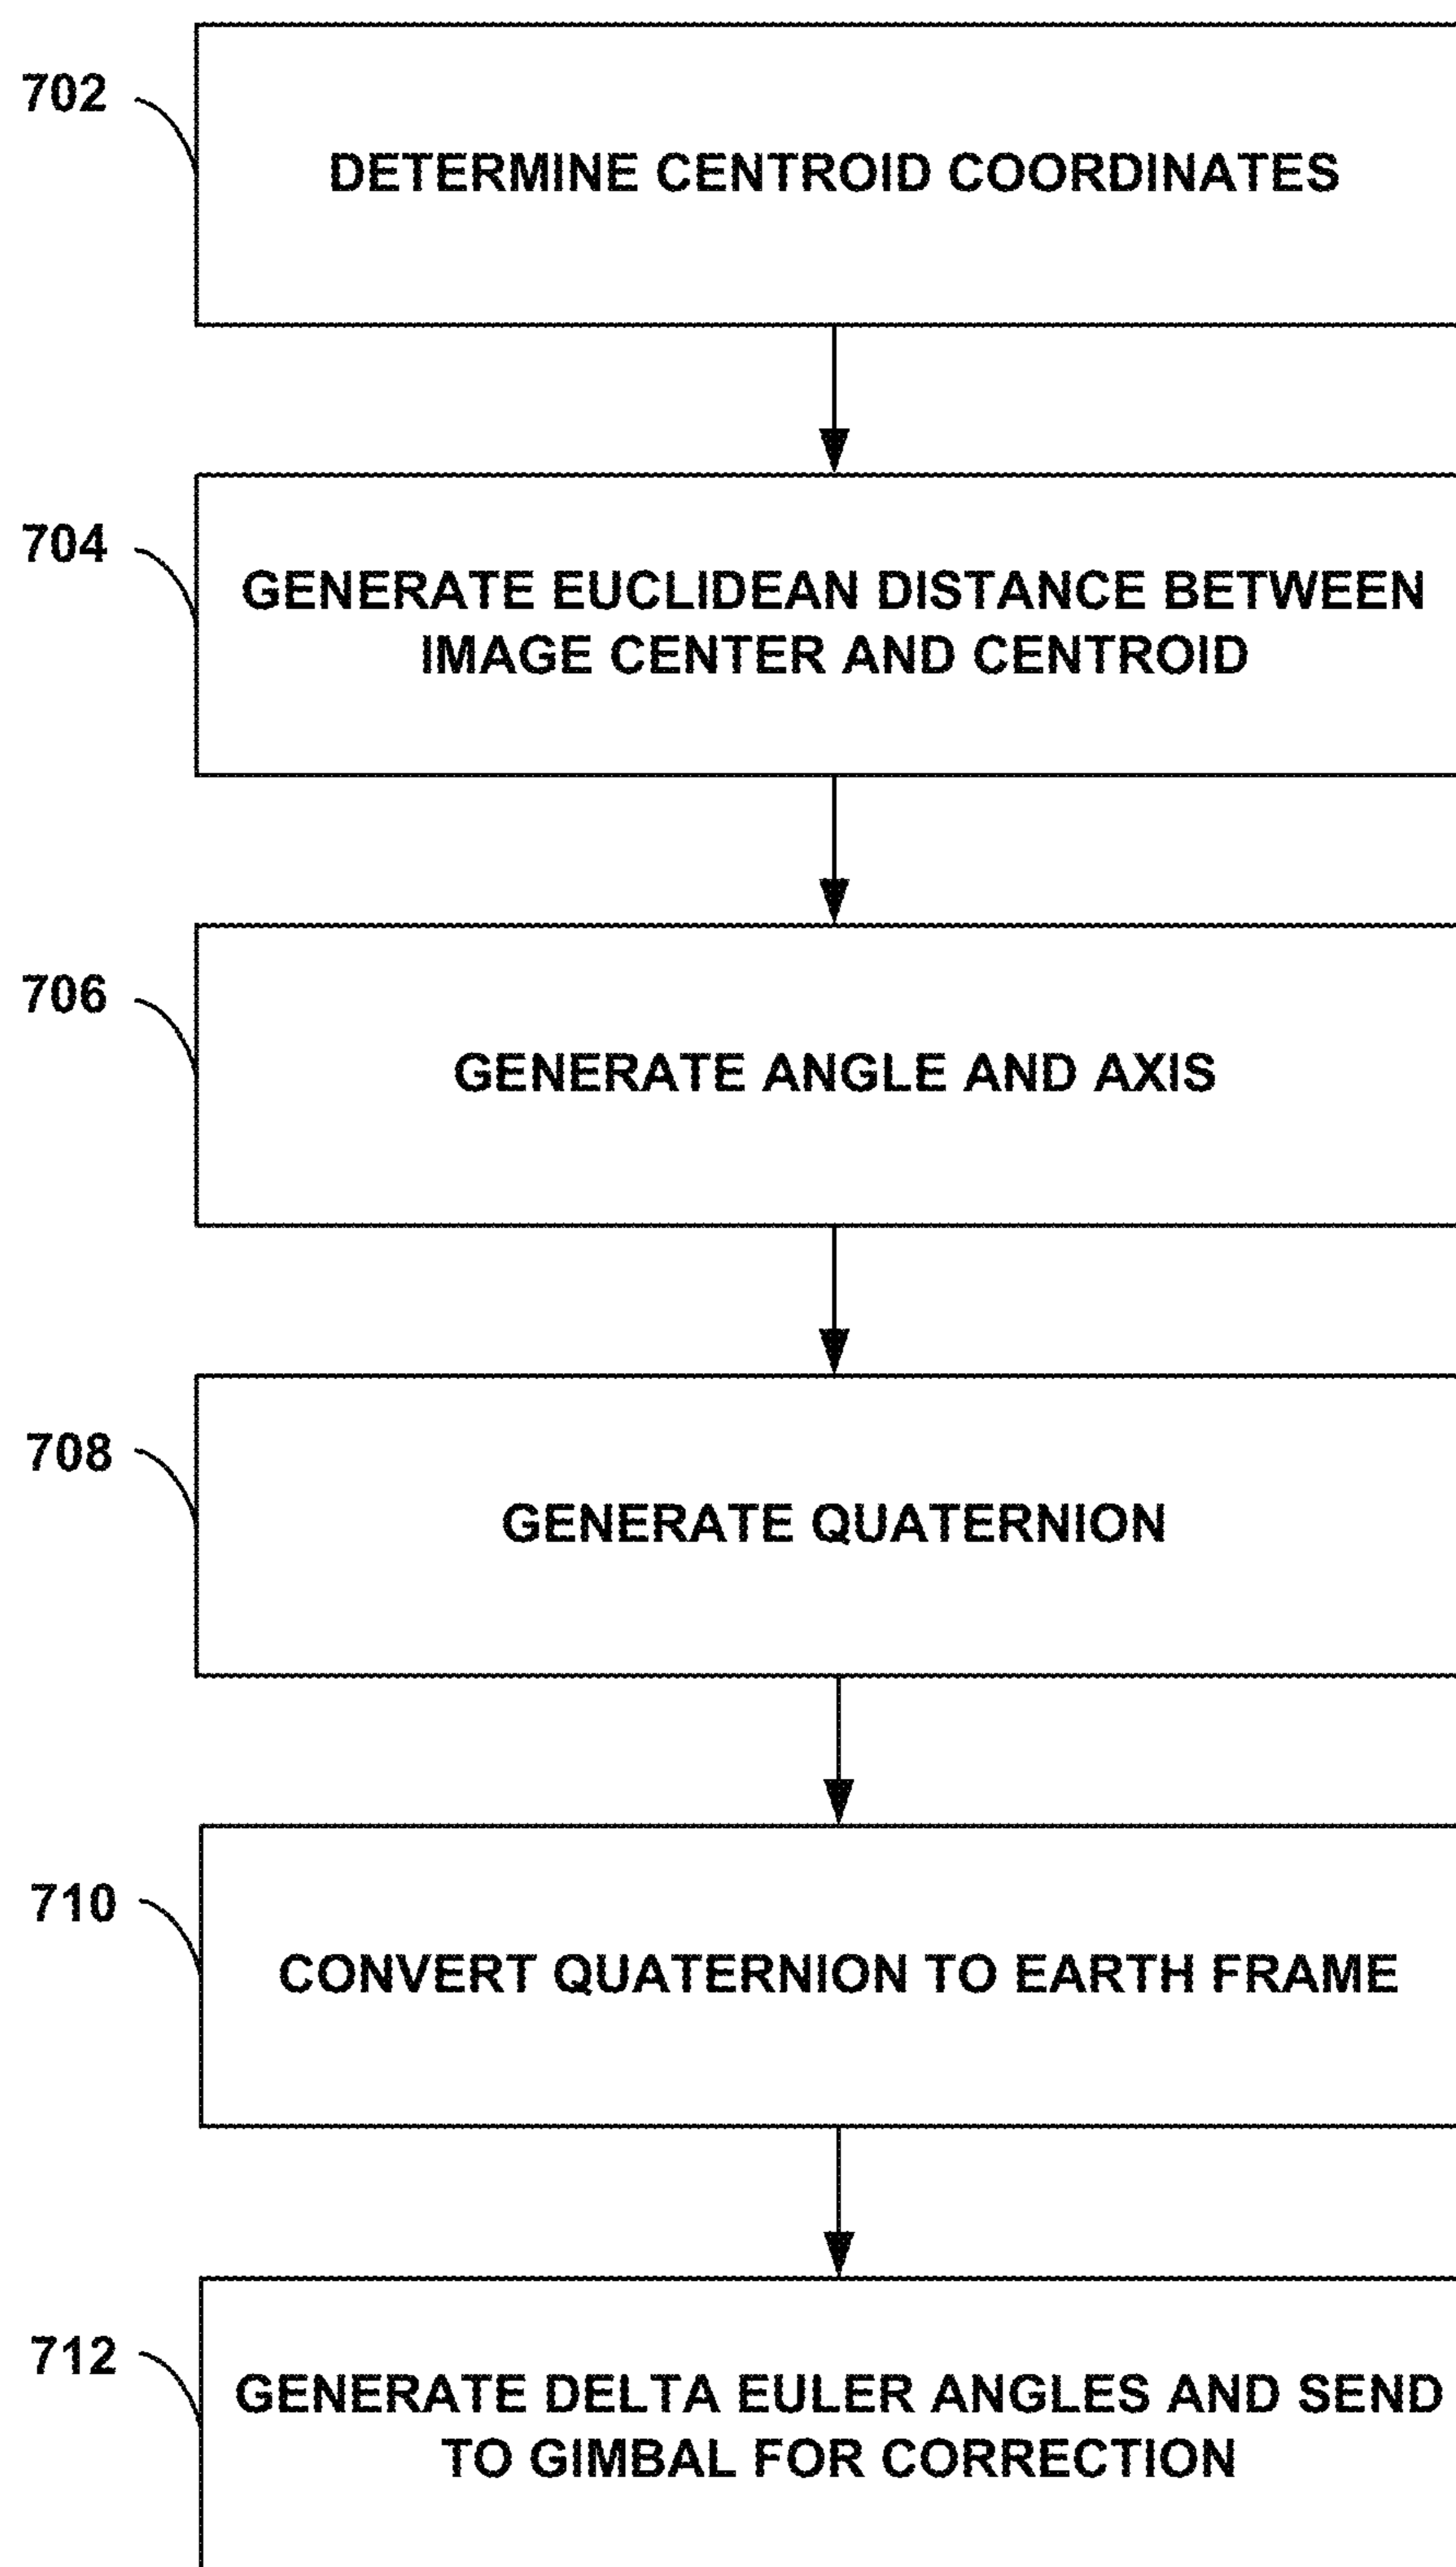 702
DETERMINE CENTROID COORDINATES
704
GENERATE EUCLIDEAN DISTANCE BETWEEN
IMAGE CENTER AND CENTROID
706
GENERATE ANGLE AND AXIS
708
GENERATE QUATERNION
710
CONVERT QUATERNION TO EARTH FRAME
712
GENERATE DELTA EULER ANGLES AND SEND
TO GIMBAL FOR CORRECTION